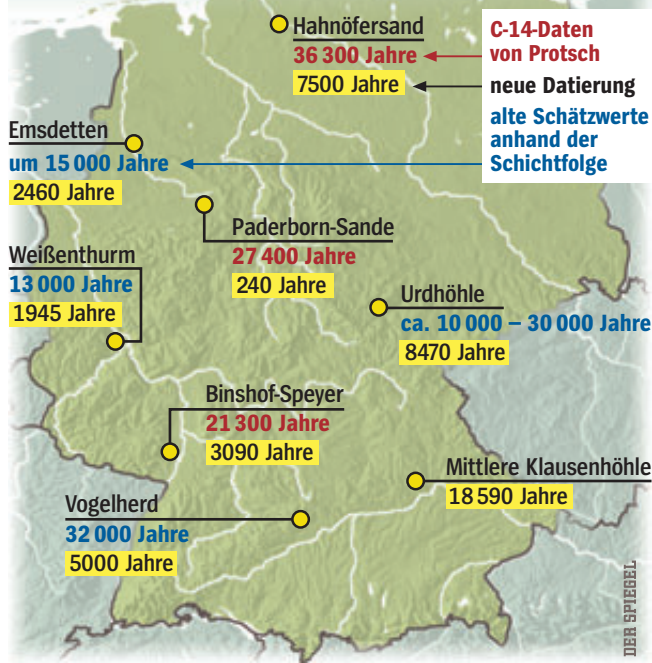 Hahnöfersand
36 300 Jahre
7500 Jahre
C-14-Daten
von Protsch
neue Datierung
alte Schätzwerte
anhand der
Schichtfolge
Emsdetten
um 15 000 Jahre
2460 Jahre
Paderborn-Sande
27 400 Jahre
240 Jahre
Weißenthurm
13 000 Jahre
1945 Jahre
Urdhöhle
ca. 10 000 – 30 000 Jahre
8470 Jahre
Binshof-Speyer
21 300 Jahre
3090 Jahre
Mittlere Klausenhöhle
18 590 Jahre
Vogelherd
32 000 Jahre
5000 Jahre
DER SPIEGEL